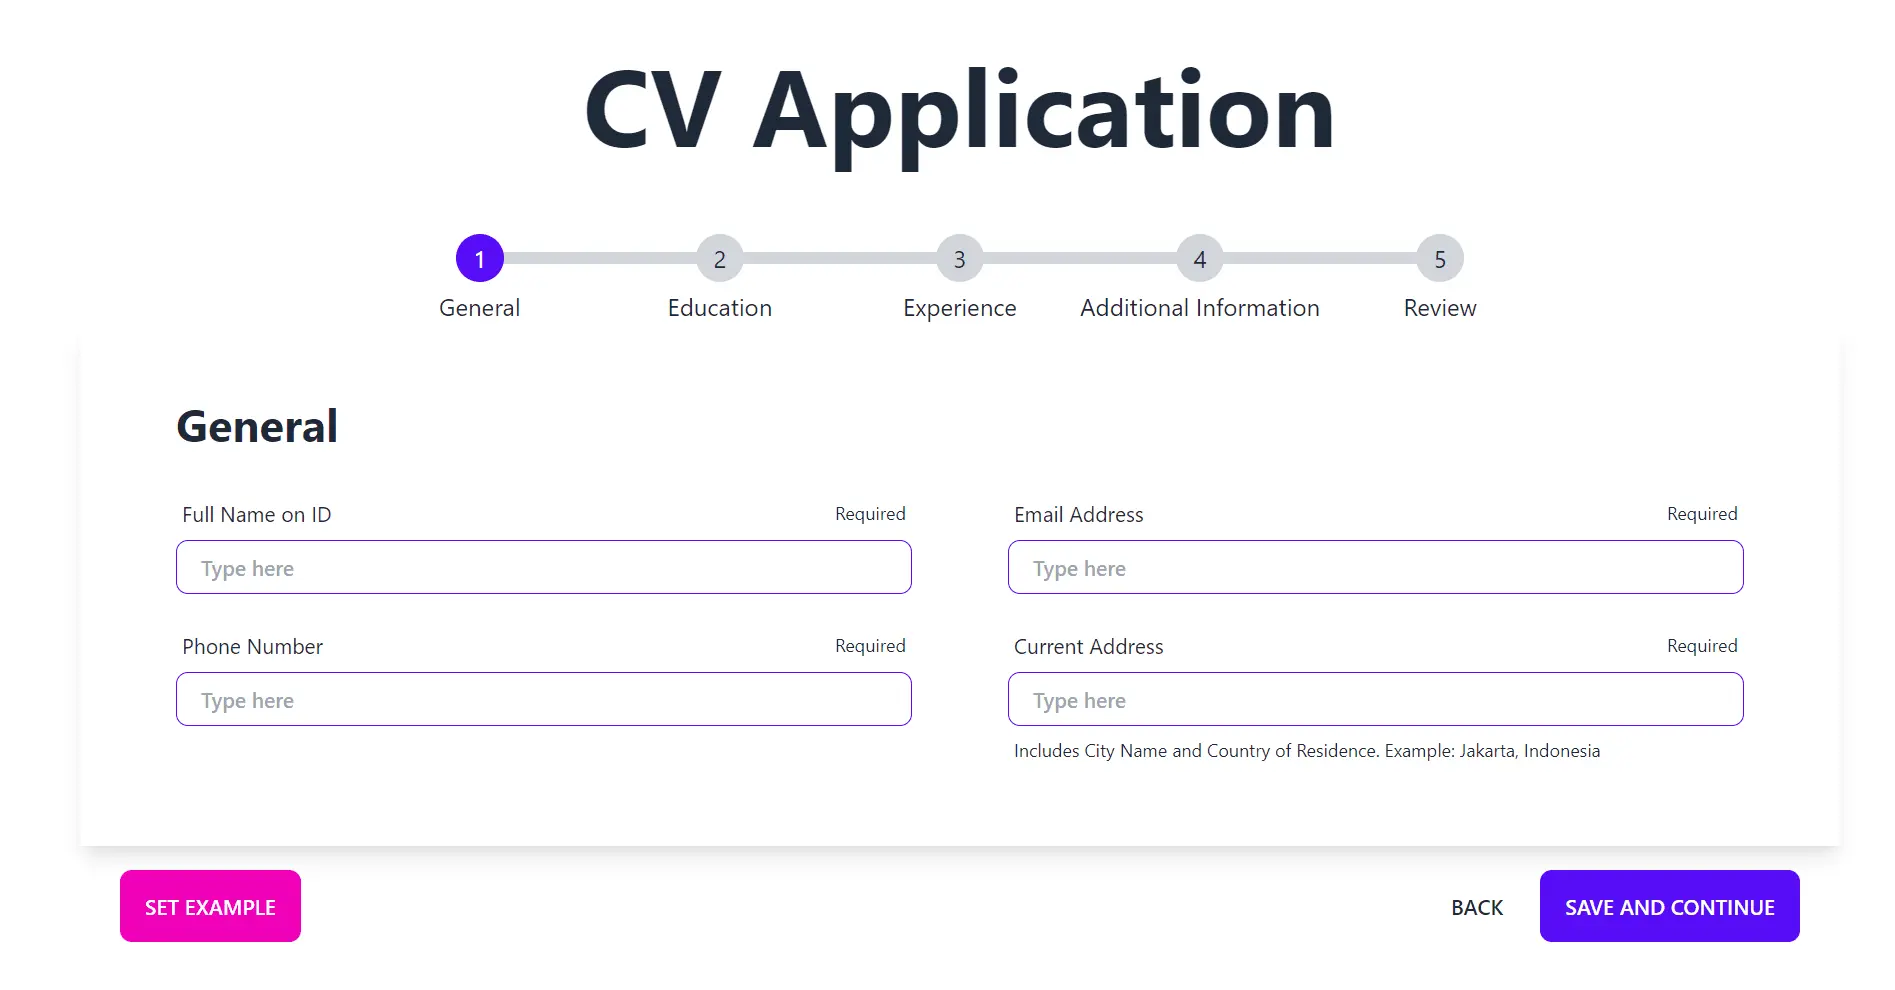 CV Application
1 2 3 4 5
General Education Experience Additional Information Review
General
Full Name on ID Required
Type here
Email Address Required
Type here
Phone Number Required
Type here
Current Address Required
Type here
Includes City Name and Country of Residence. Example: Jakarta, Indonesia
SET EXAMPLE BACK SAVE AND CONTINUE